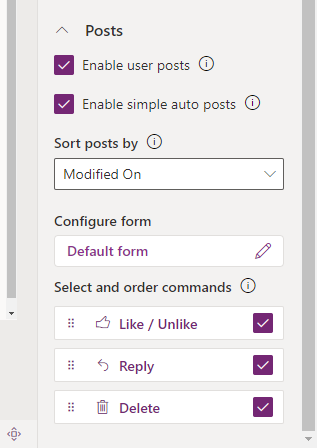 Posts
Enable user posts
Enable simple auto posts
Sort posts by
Modified On
Configure form
Default form
Select and order commands
Like / Unlike
Reply
Delete